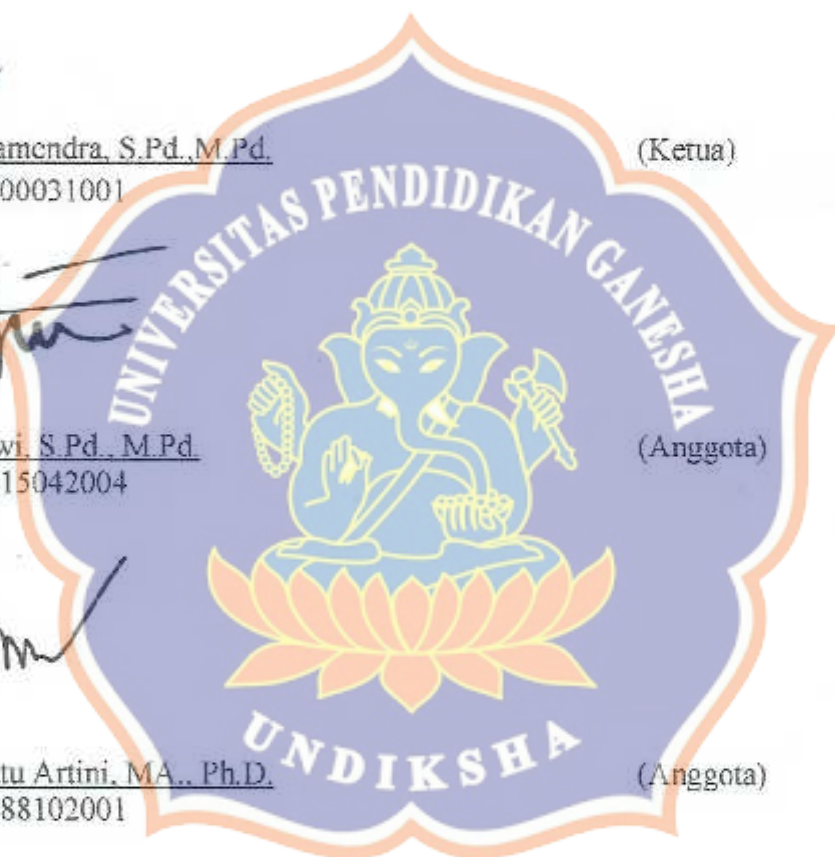 amendra, S.Pd.,M.Pd. (Ketua)
00031001
UNIVERSITAS PENDIDIKAN GANESHA
wi, S.Pd., M.Pd. (Anggota)
15042004
UNDIKSHA
tu Artini, MA., Ph.D. (Anggota)
88102001